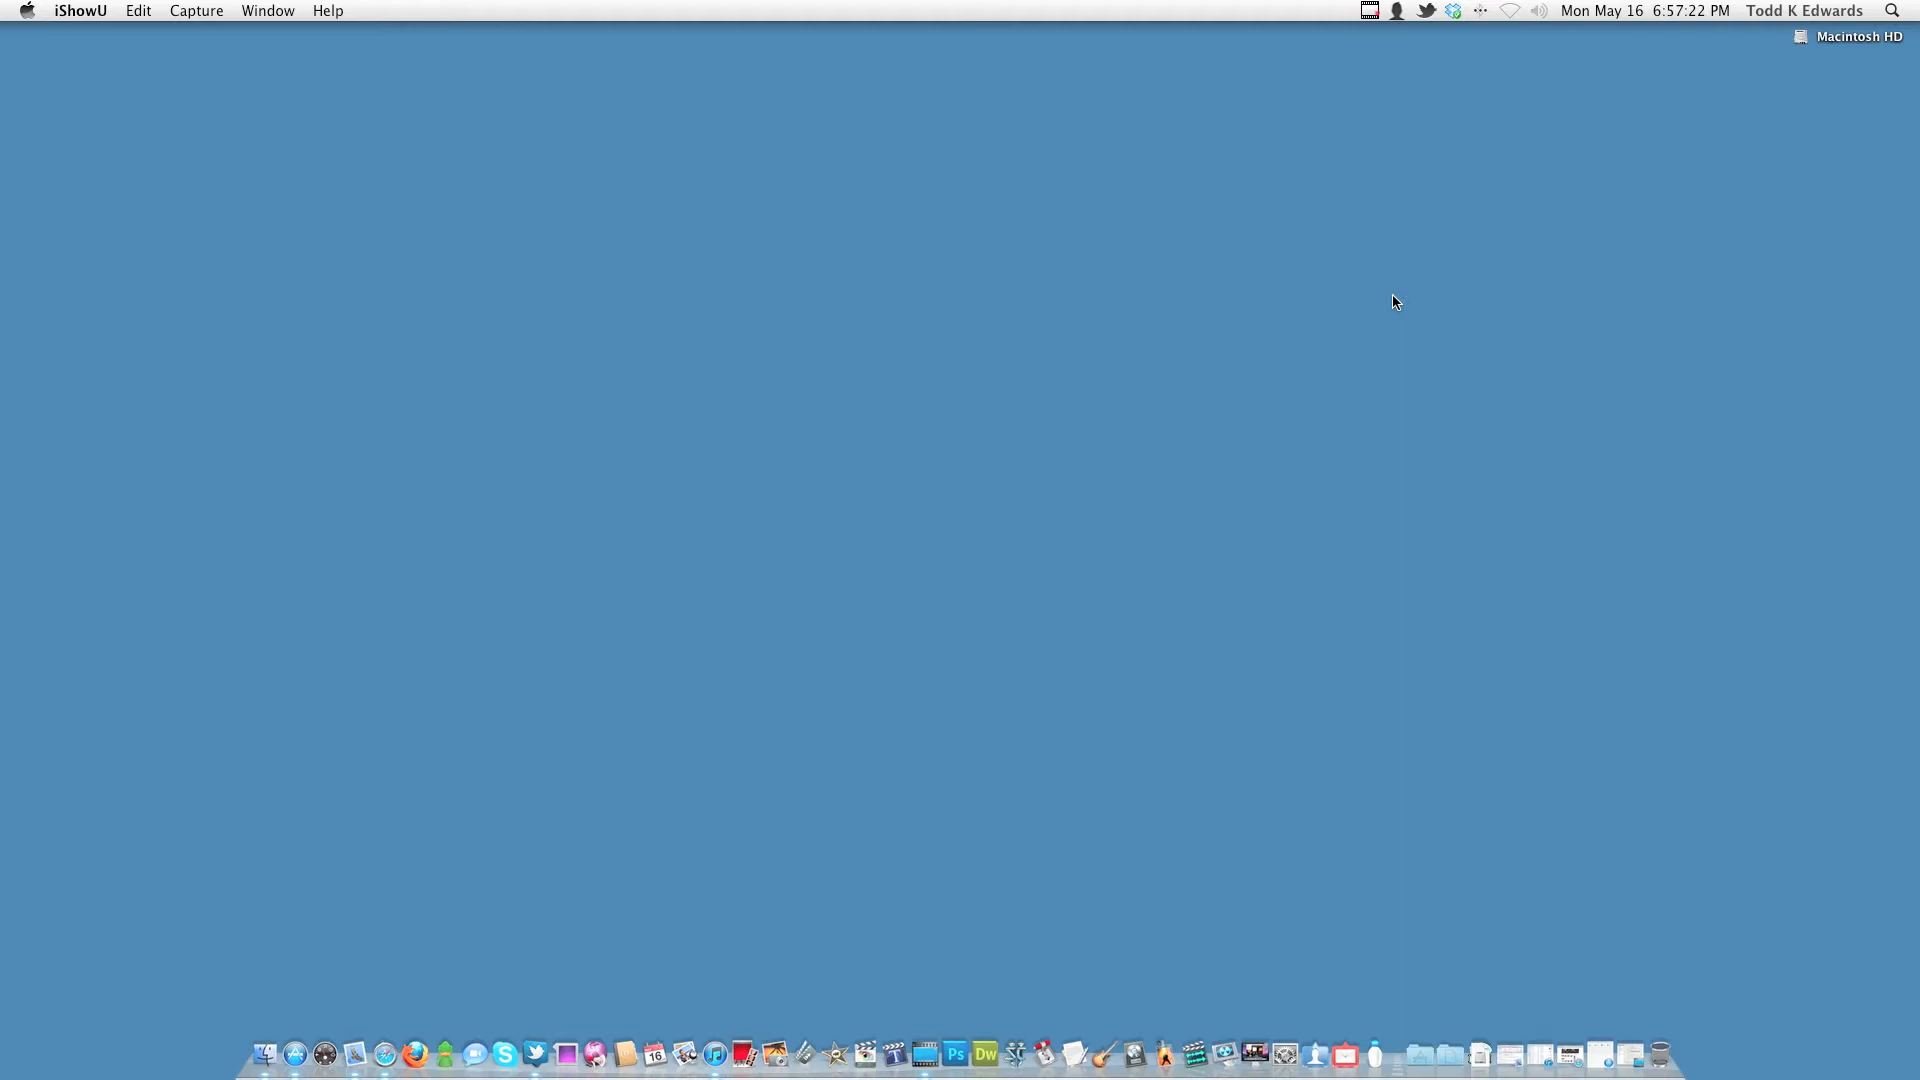 iShowU Edit Capture Window Help Mon May 16 6:57:22 PM Todd K Edwards
Macintosh HD
16 Ps Dw